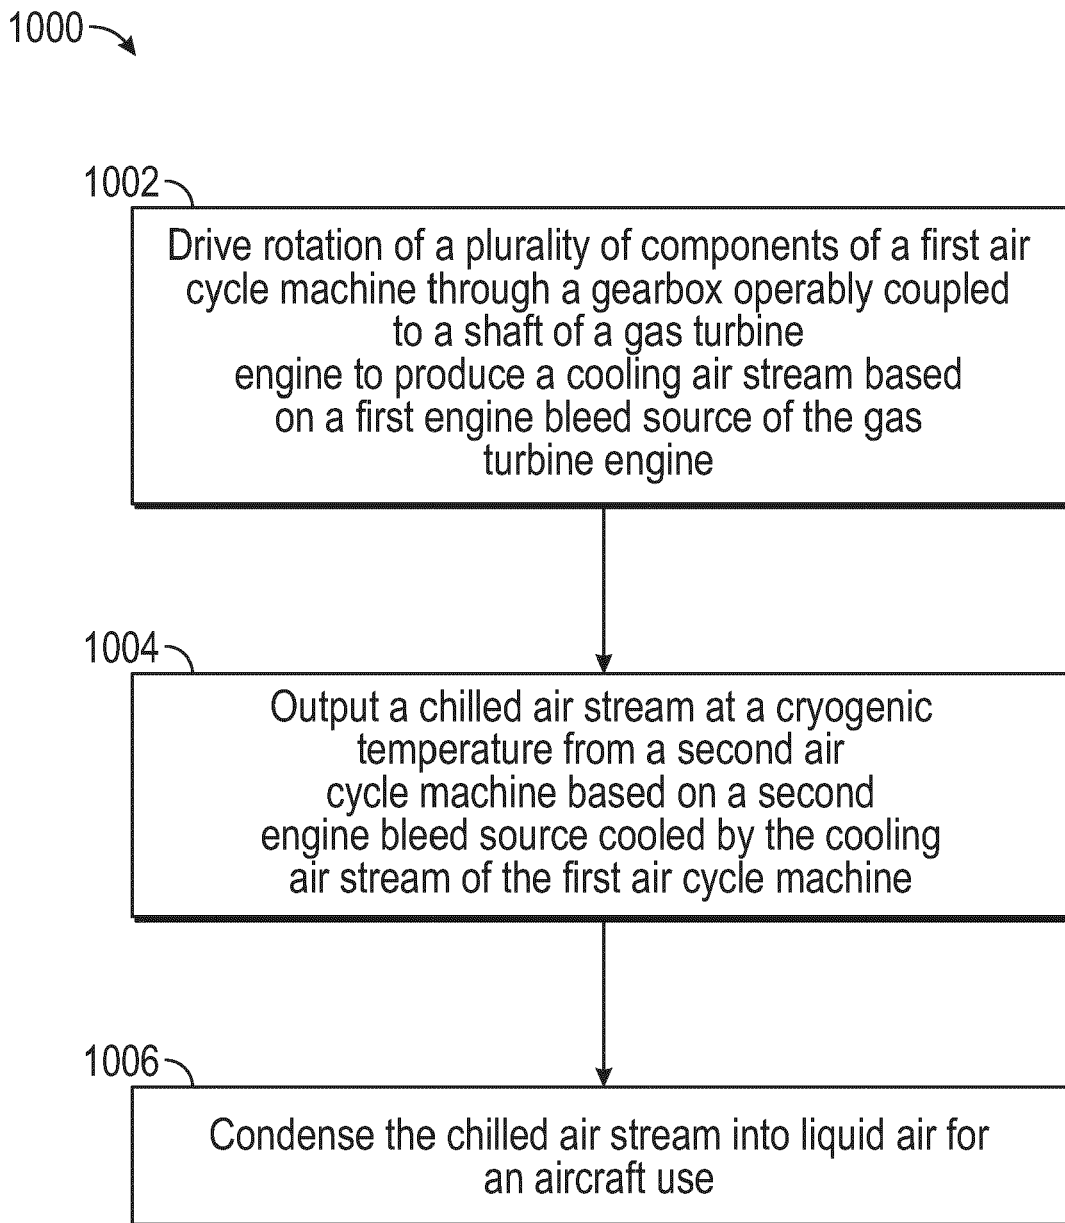 1000
1002
Drive rotation of a plurality of components of a first air
cycle machine through a gearbox operably coupled
to a shaft of a gas turbine
engine to produce a cooling air stream based
on a first engine bleed source of the gas
turbine engine
1004
Output a chilled air stream at a cryogenic
temperature from a second air
cycle machine based on a second
engine bleed source cooled by the cooling
air stream of the first air cycle machine
1006
Condense the chilled air stream into liquid air for
an aircraft use